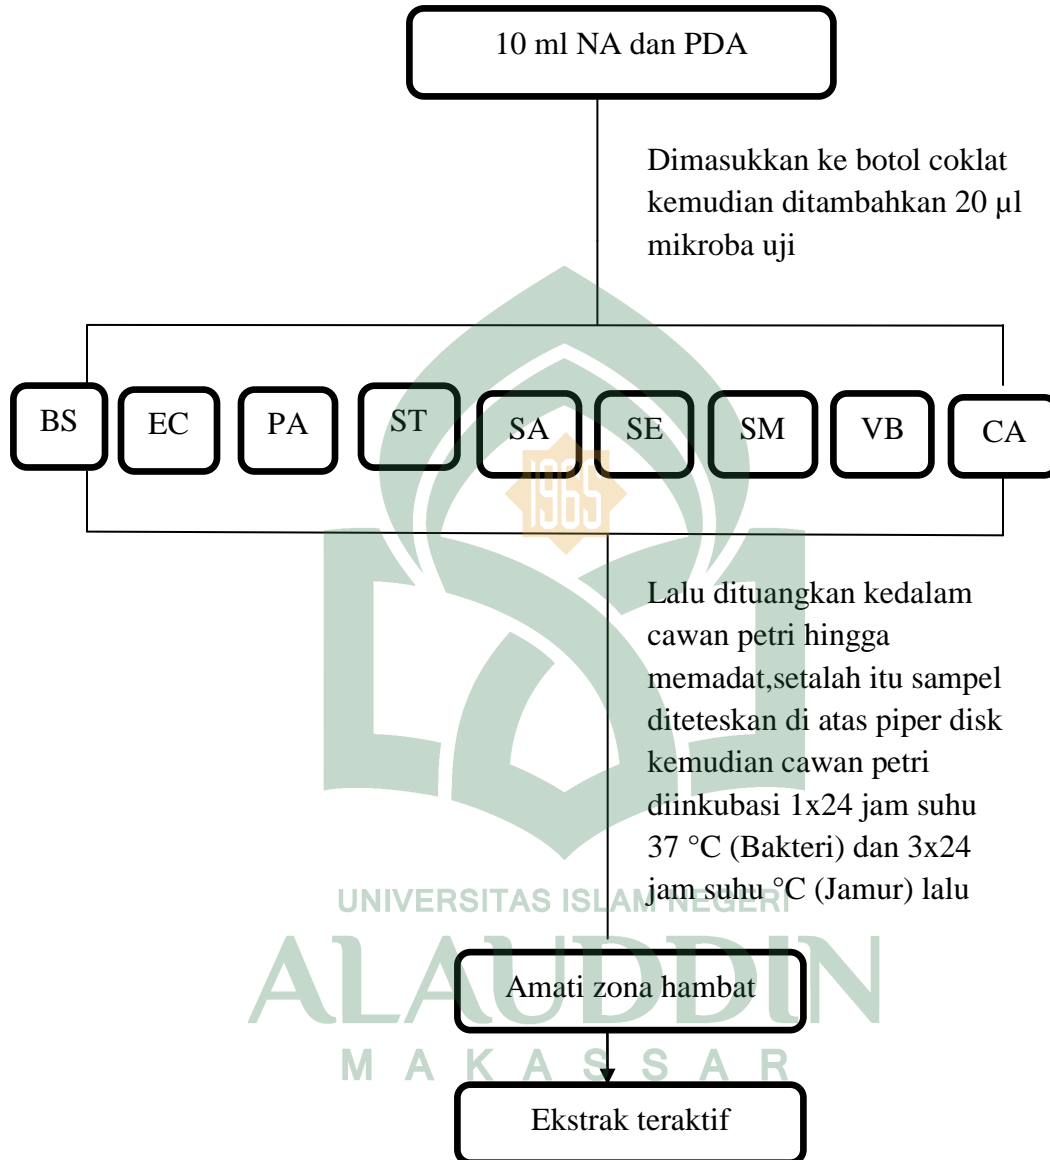 10 ml NA dan PDA
Dimasukkan ke botol coklat
kemudian ditambahkan 20 µl
mikroba uji
BS
EC
PA
ST
SA
SE
SM
VB
CA
1965
Lalu dituangkan kedalam
cawan petri hingga
memadat,setalah itu sampel
diteteskan di atas piper disk
kemudian cawan petri
diinkubasi 1x24 jam suhu
37 °C (Bakteri) dan 3x24
jam suhu °C (Jamur) lalu
UNIVERSITAS ISLAM NEGERI
ALAUDDIN
MAKASSAR
Amati zona hambat
Ekstrak teraktif